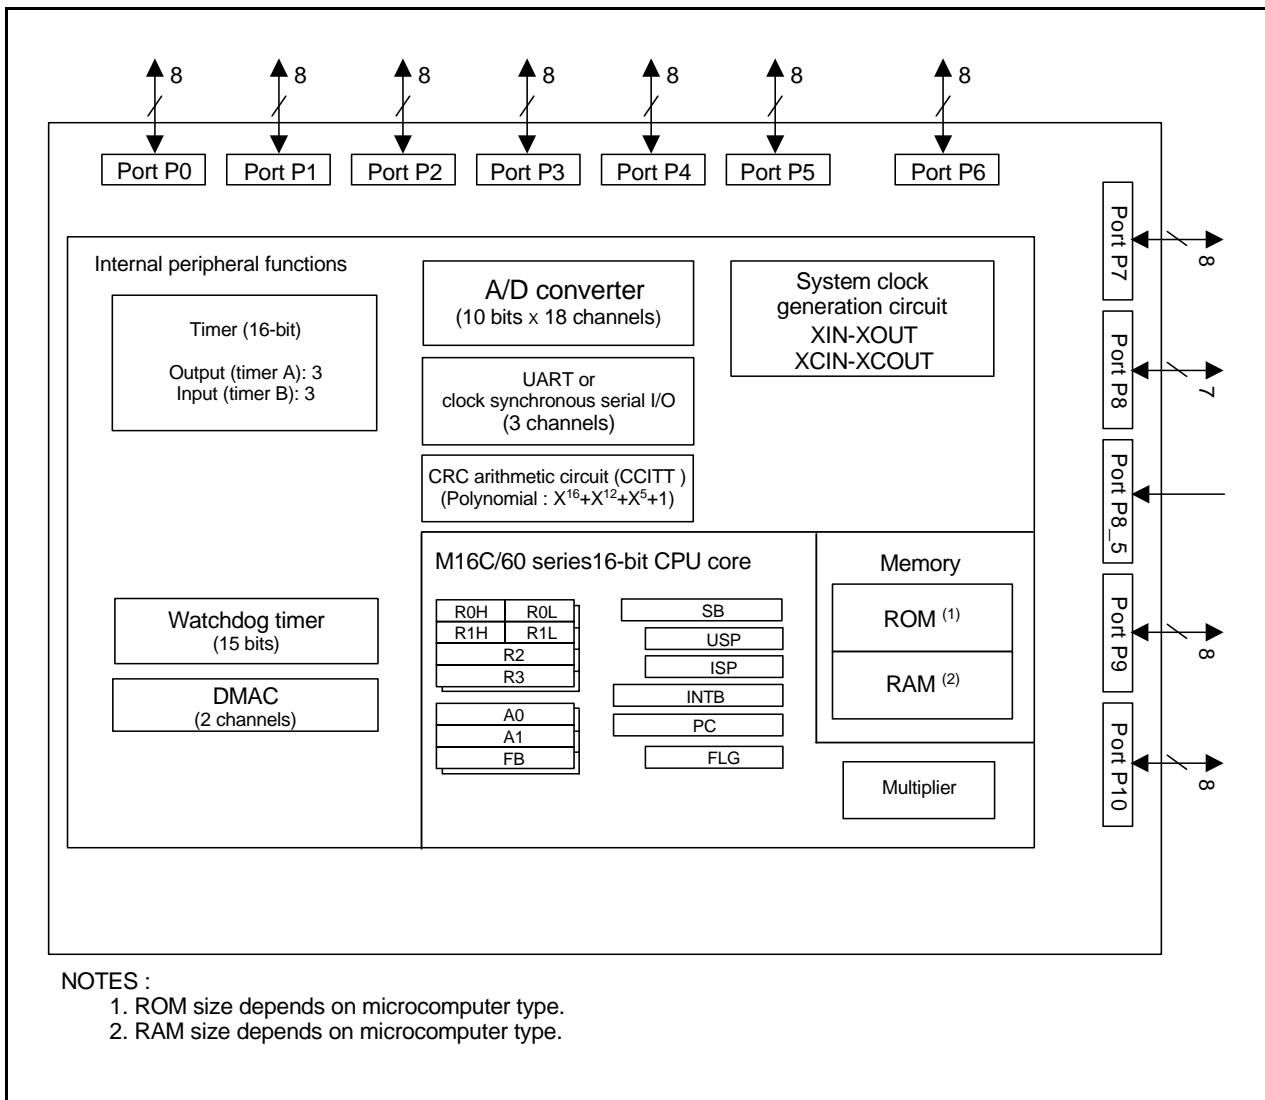 8 8 8 8 8 8 8
Port P0 Port P1 Port P2 Port P3 Port P4 Port P5 Port P6
Port P7
8
Port P8
7
Port P8_5
Port P9
8
Port P10
8
Internal peripheral functions
Timer (16-bit)
Output (timer A): 3
Input (timer B): 3
Watchdog timer
(15 bits)
DMAC
(2 channels)
A/D converter
(10 bits x 18 channels)
UART or
clock synchronous serial I/O
(3 channels)
CRC arithmetic circuit (CCITT )
(Polynomial : X¹⁶+X¹²+X⁵+1)
System clock
generation circuit
XIN-XOUT
XCIN-XCOUT
M16C/60 series16-bit CPU core
R0H R0L
R1H R1L
R2
R3
A0
A1
FB
SB
USP
ISP
INTB
PC
FLG
Memory
ROM ⁽¹⁾
RAM ⁽²⁾
Multiplier
NOTES :
1. ROM size depends on microcomputer type.
2. RAM size depends on microcomputer type.